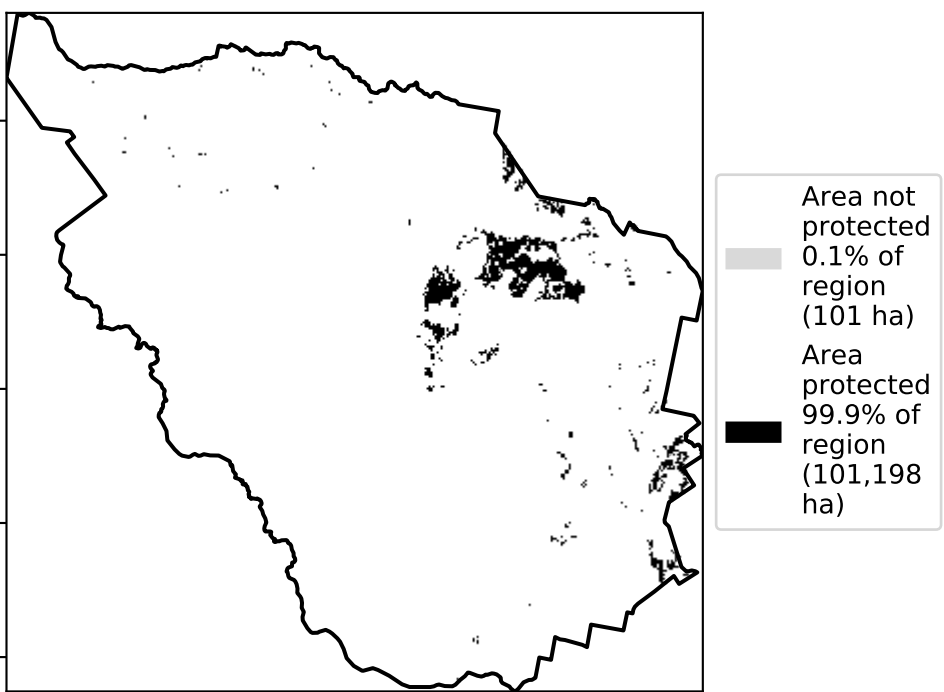 Area not
protected
0.1% of
region
(101 ha)
Area
protected
99.9% of
region
(101,198
ha)